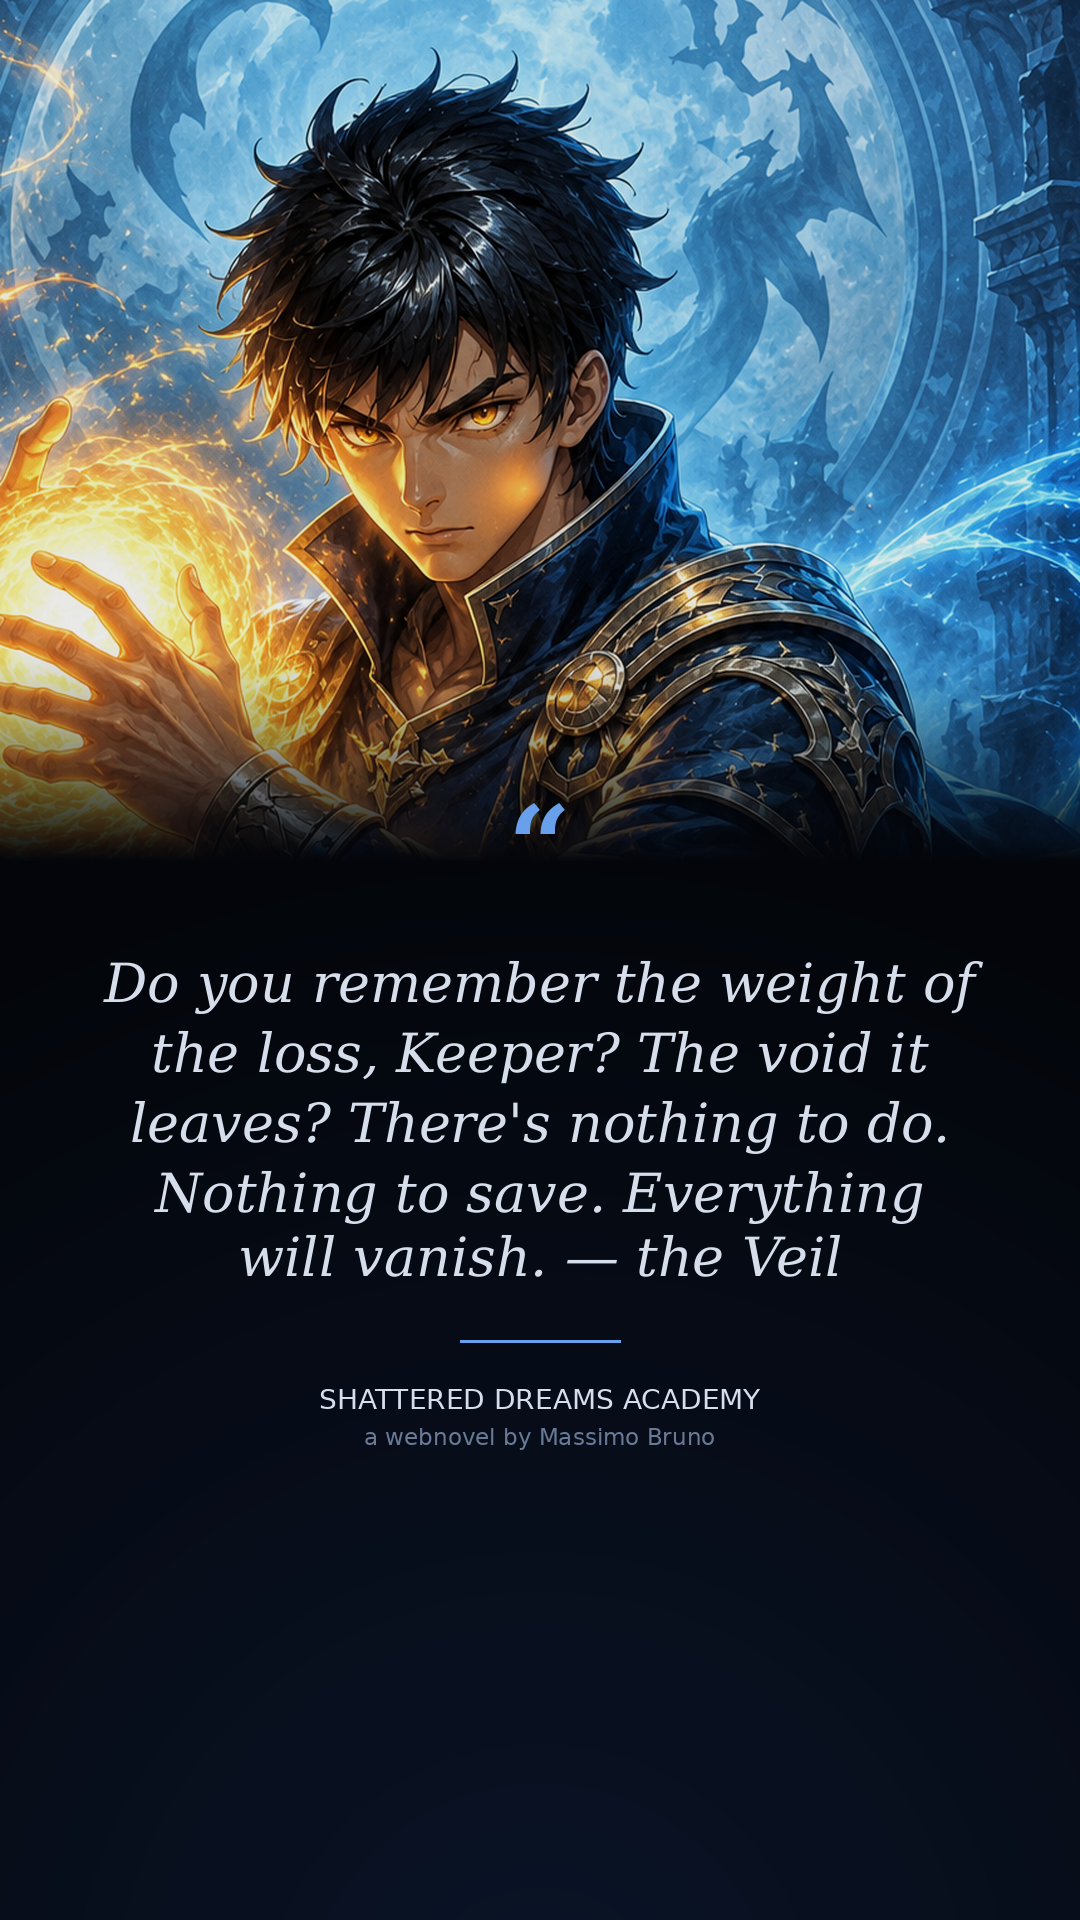 “
Do you remember the weight of
the loss, Keeper? The void it
leaves? There's nothing to do.
Nothing to save. Everything
will vanish. — the Veil
SHATTERED DREAMS ACADEMY
a webnovel by Massimo Bruno